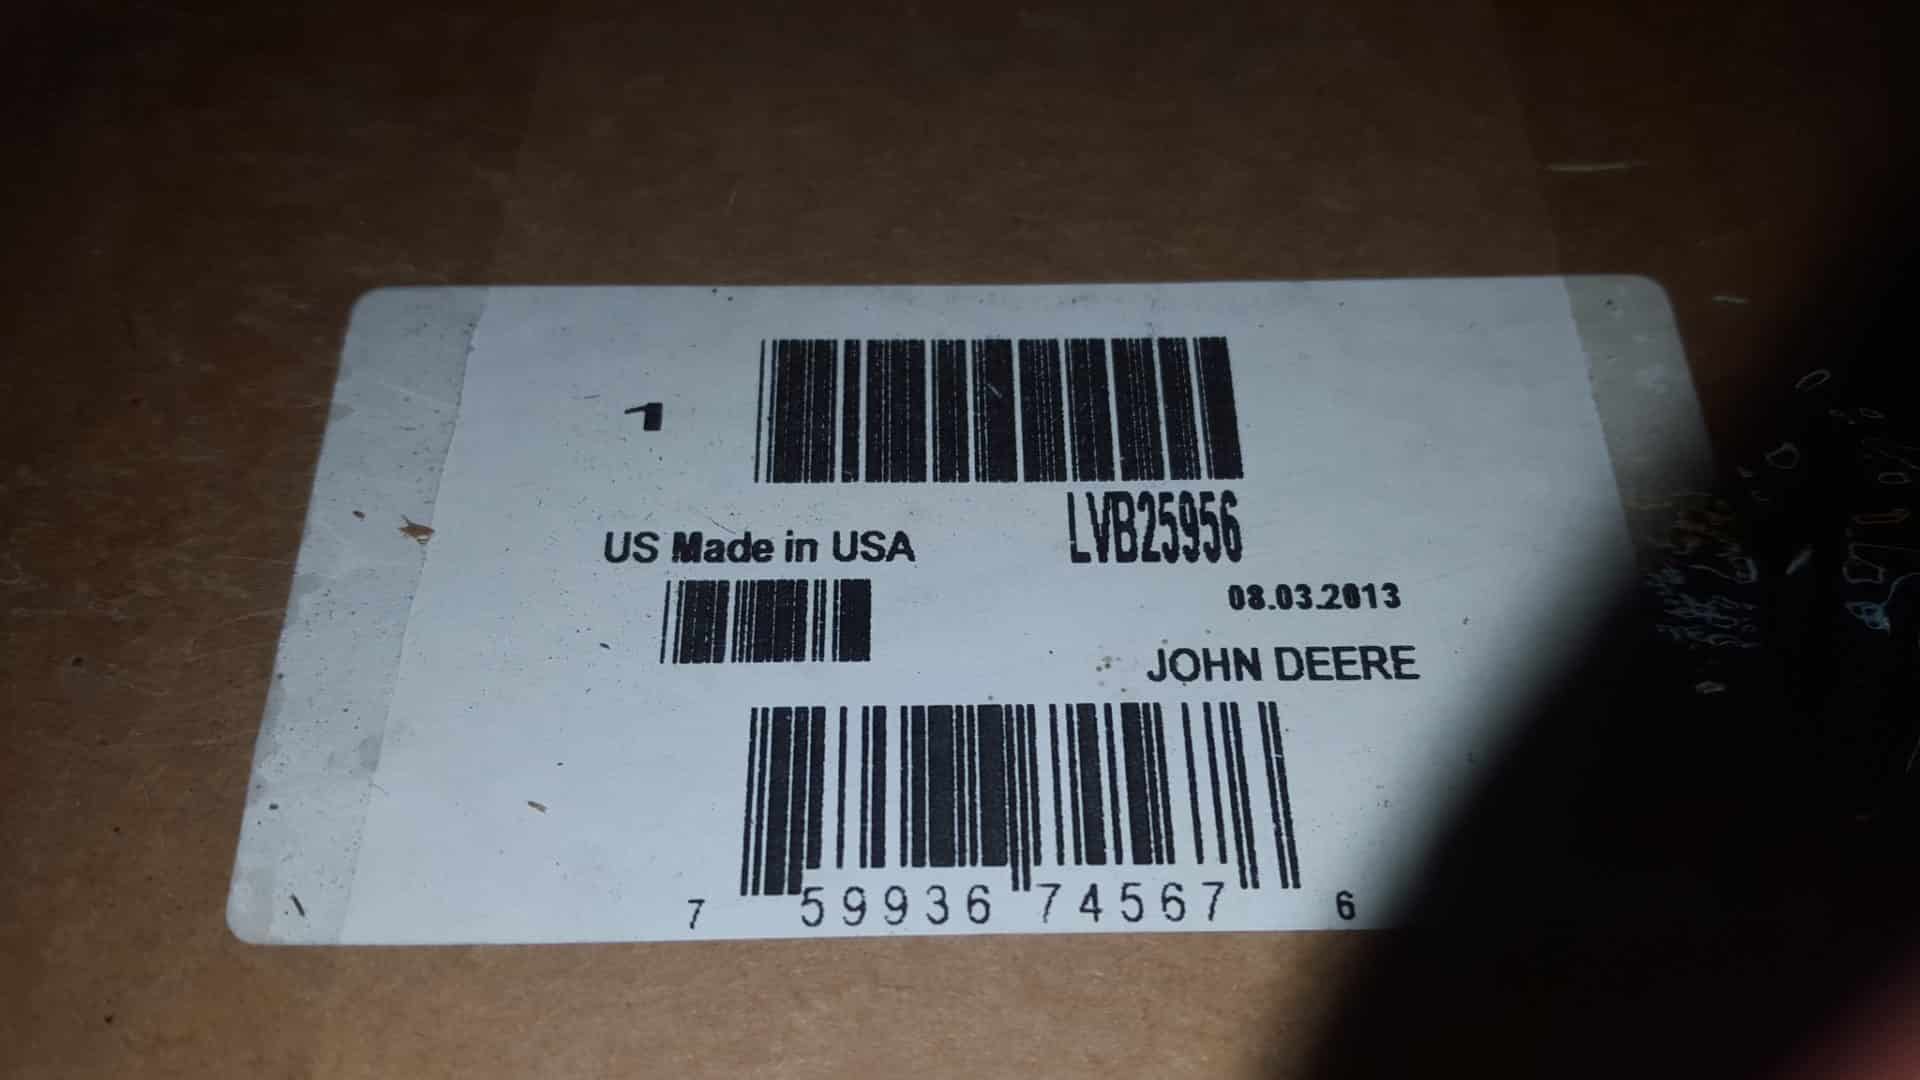 1
LVB25956
US Made in USA
08.03.2013
JOHN DEERE
7 59936 74567 6